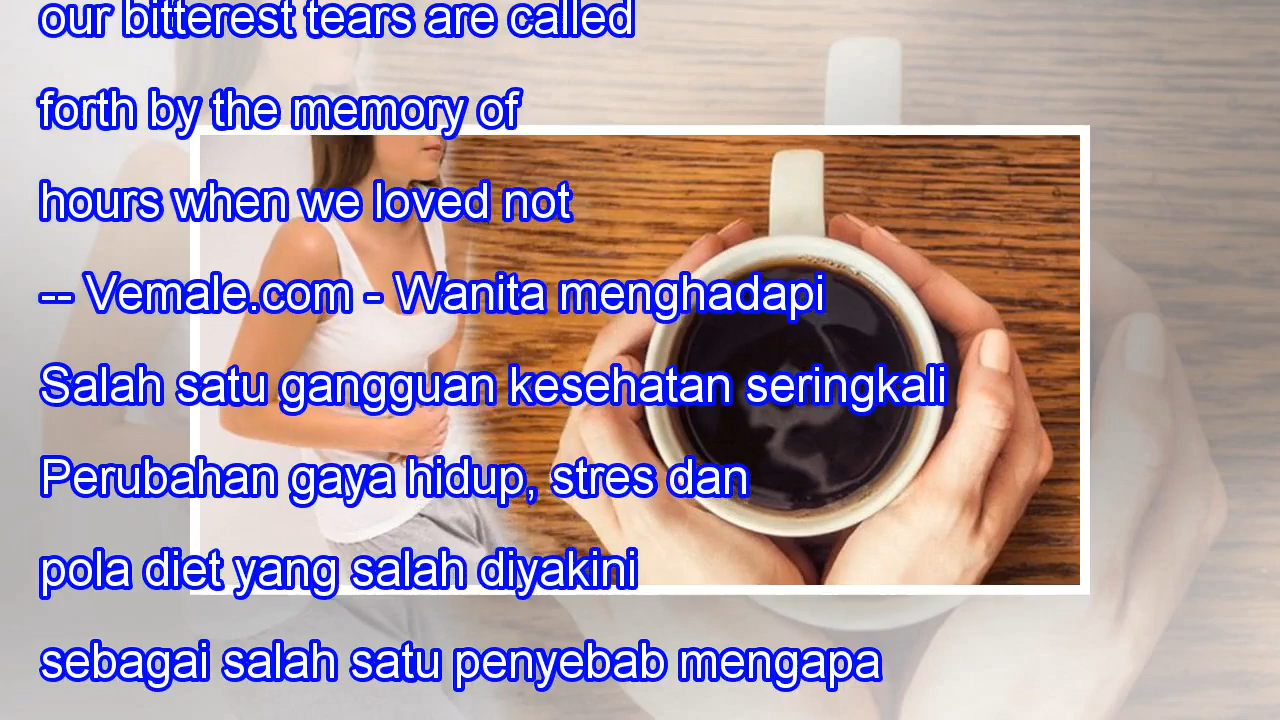 our bitterest tears are called
forth by the memory of
hours when we loved not
-- Vemale.com - Wanita menghadapi
Salah satu gangguan kesehatan seringkali
Perubahan gaya hidup, stres dan
pola diet yang salah diyakini
sebagai salah satu penyebab mengapa